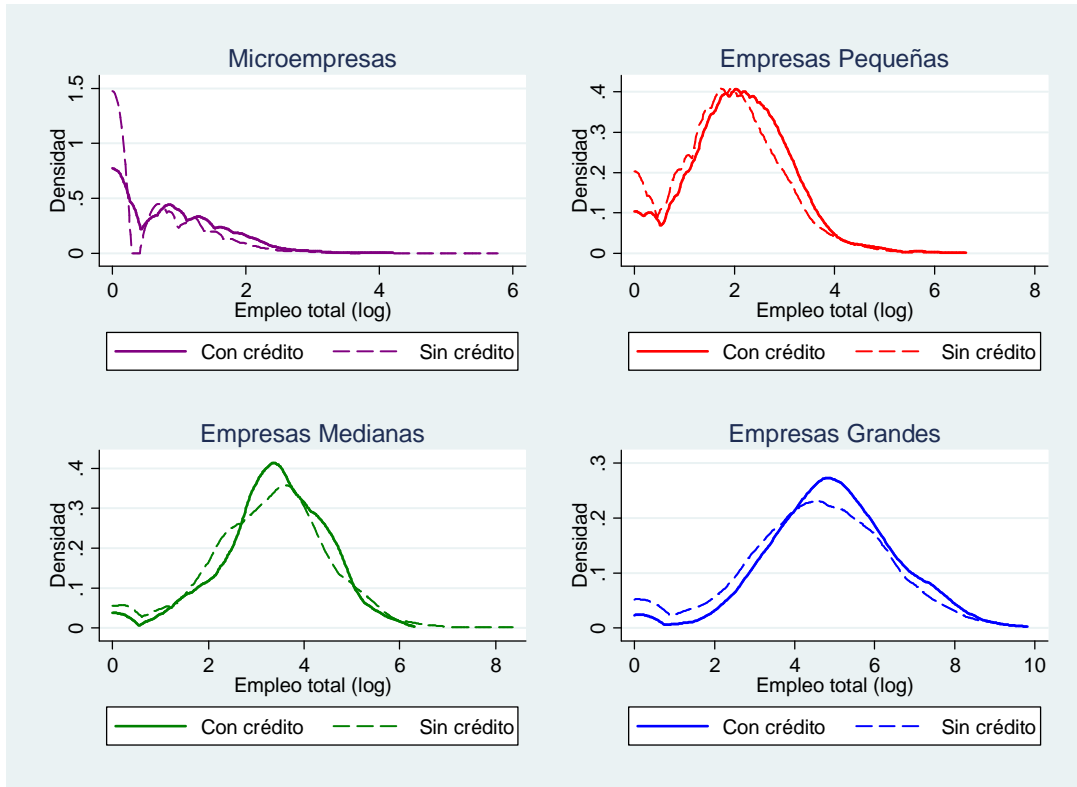 Microempresas
Densidad
0 .5 1 1.5
0 2 4 6
Empleo total (log)
Con crédito Sin crédito
Empresas Pequeñas
Densidad
0 .1 .2 .3 .4
0 2 4 6 8
Empleo total (log)
Con crédito Sin crédito
Empresas Medianas
Densidad
0 .1 .2 .3 .4
0 2 4 6 8
Empleo total (log)
Con crédito Sin crédito
Empresas Grandes
Densidad
0 .1 .2 .3
0 2 4 6 8 10
Empleo total (log)
Con crédito Sin crédito